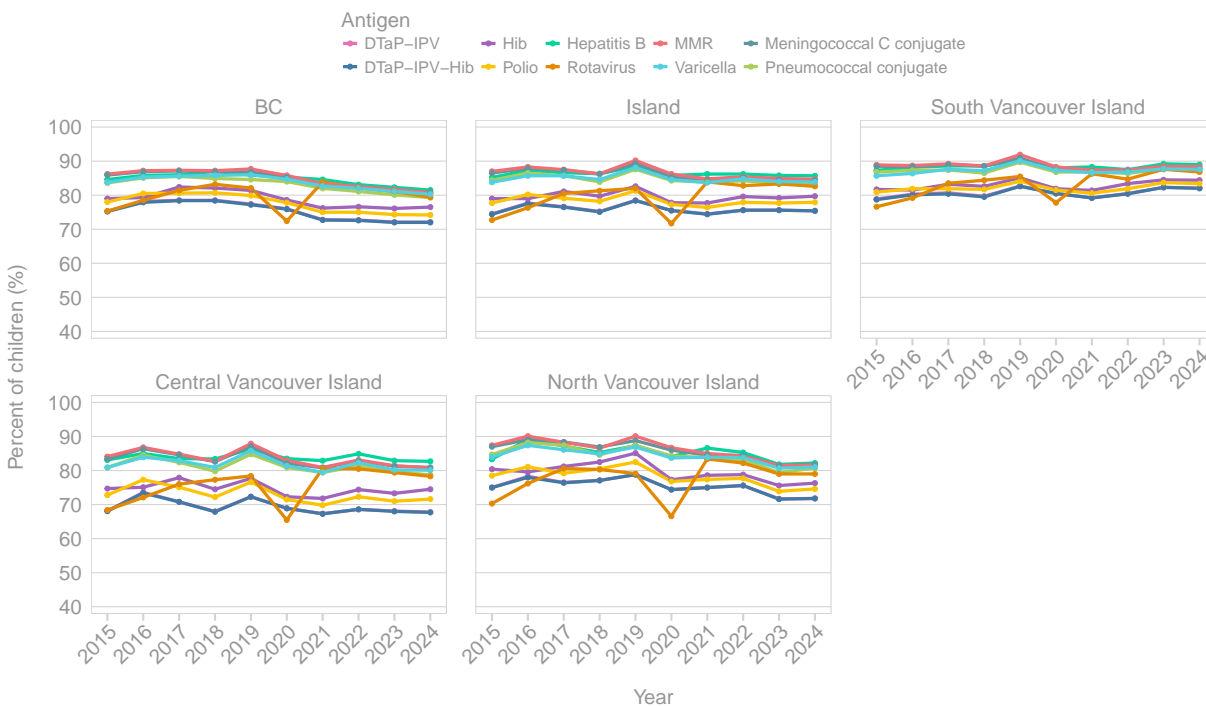 Antigen
DTaP−IPV Hib Hepatitis B MMR Meningococcal C conjugate
DTaP−IPV−Hib Polio Rotavirus Varicella Pneumococcal conjugate
BC Island South Vancouver Island
100
90
80
70
60
50
40
2015 2016 2017 2018 2019 2020 2021 2022 2023 2024
Central Vancouver Island North Vancouver Island
100
90
80
70
60
50
40
2015 2016 2017 2018 2019 2020 2021 2022 2023 2024 2015 2016 2017 2018 2019 2020 2021 2022 2023 2024
Percent of children (%)
Year